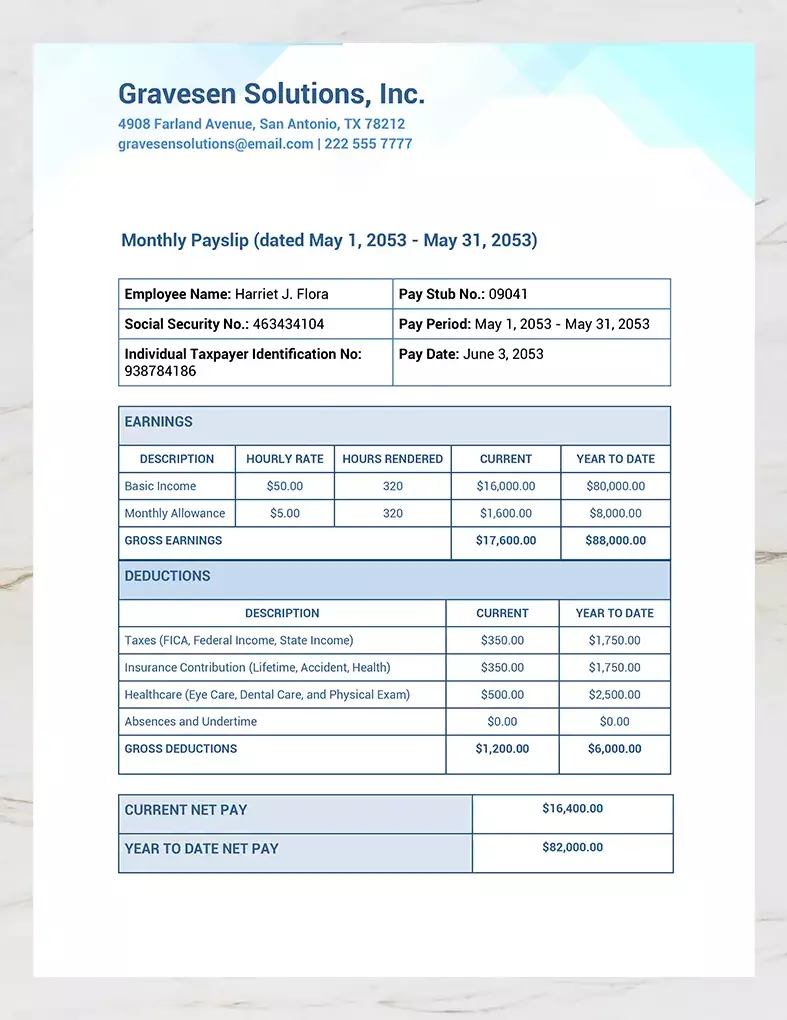 Gravesen Solutions, Inc.
4908 Farland Avenue, San Antonio, TX 78212
gravesensolutions@email.com | 222 555 7777
Monthly Payslip (dated May 1, 2053 - May 31, 2053)
Employee Name: Harriet J. Flora Pay Stub No.: 09041
Social Security No.: 463434104 Pay Period: May 1, 2053 - May 31, 2053
Individual Taxpayer Identification No: Pay Date: June 3, 2053
938784186
EARNINGS
DESCRIPTION HOURLY RATE HOURS RENDERED CURRENT YEAR TO DATE
Basic Income $50.00 320 $16,000.00 $80,000.00
Monthly Allowance $5.00 320 $1,600.00 $8,000.00
GROSS EARNINGS $17,600.00 $88,000.00
DEDUCTIONS
DESCRIPTION CURRENT YEAR TO DATE
Taxes (FICA, Federal Income, State Income) $350.00 $1,750.00
Insurance Contribution (Lifetime, Accident, Health) $350.00 $1,750.00
Healthcare (Eye Care, Dental Care, and Physical Exam) $500.00 $2,500.00
Absences and Undertime $0.00 $0.00
GROSS DEDUCTIONS $1,200.00 $6,000.00
CURRENT NET PAY $16,400.00
YEAR TO DATE NET PAY $82,000.00